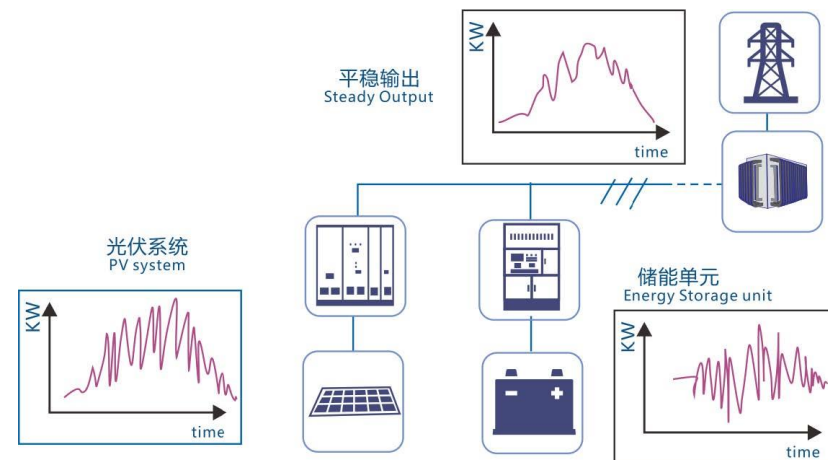 平稳输出
Steady Output
KW
time
光伏系统
PV system
KW
time
储能单元
Energy Storage unit
KW
time